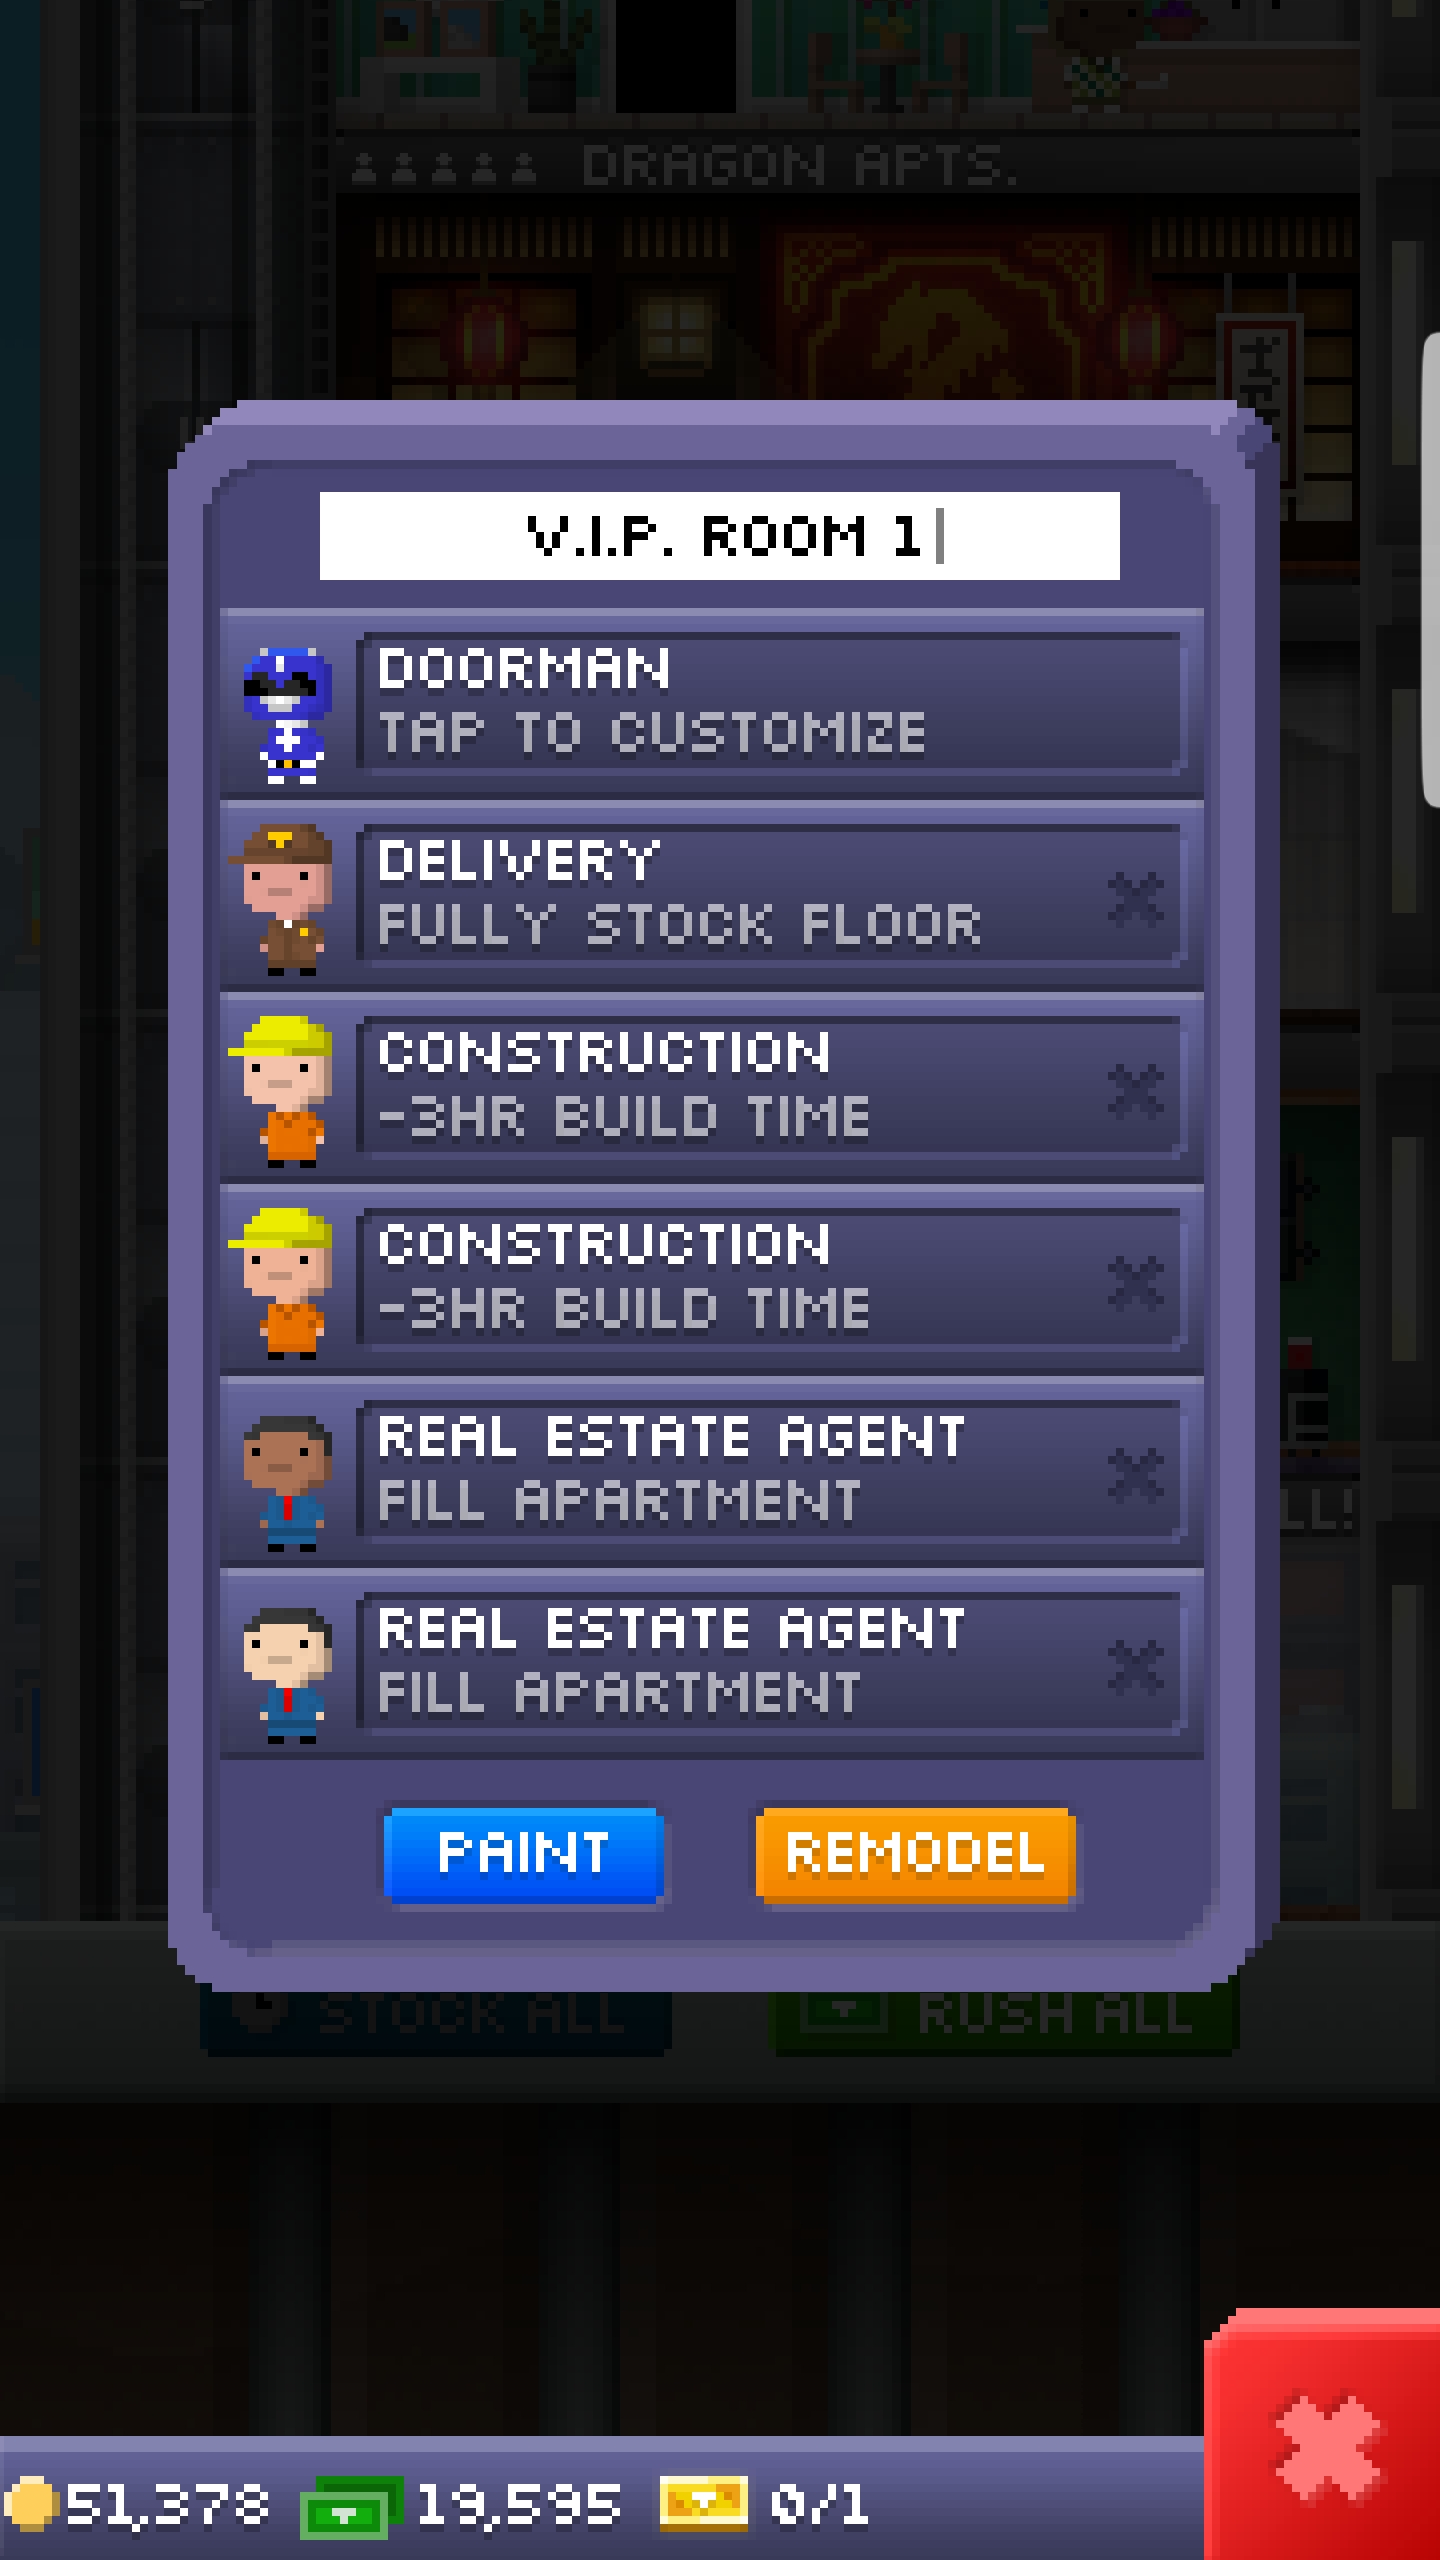 DRAGON APTS.
V.I.P. ROOM 1
DOORMAN
TAP TO CUSTOMIZE
DELIVERY
FULLY STOCK FLOOR
CONSTRUCTION
-3HR BUILD TIME
CONSTRUCTION
-3HR BUILD TIME
REAL ESTATE AGENT
FILL APARTMENT
LL!
REAL ESTATE AGENT
FILL APARTMENT
PAINT REMODEL
STOCK ALL RUSH ALL
51,378 19,595 0/1